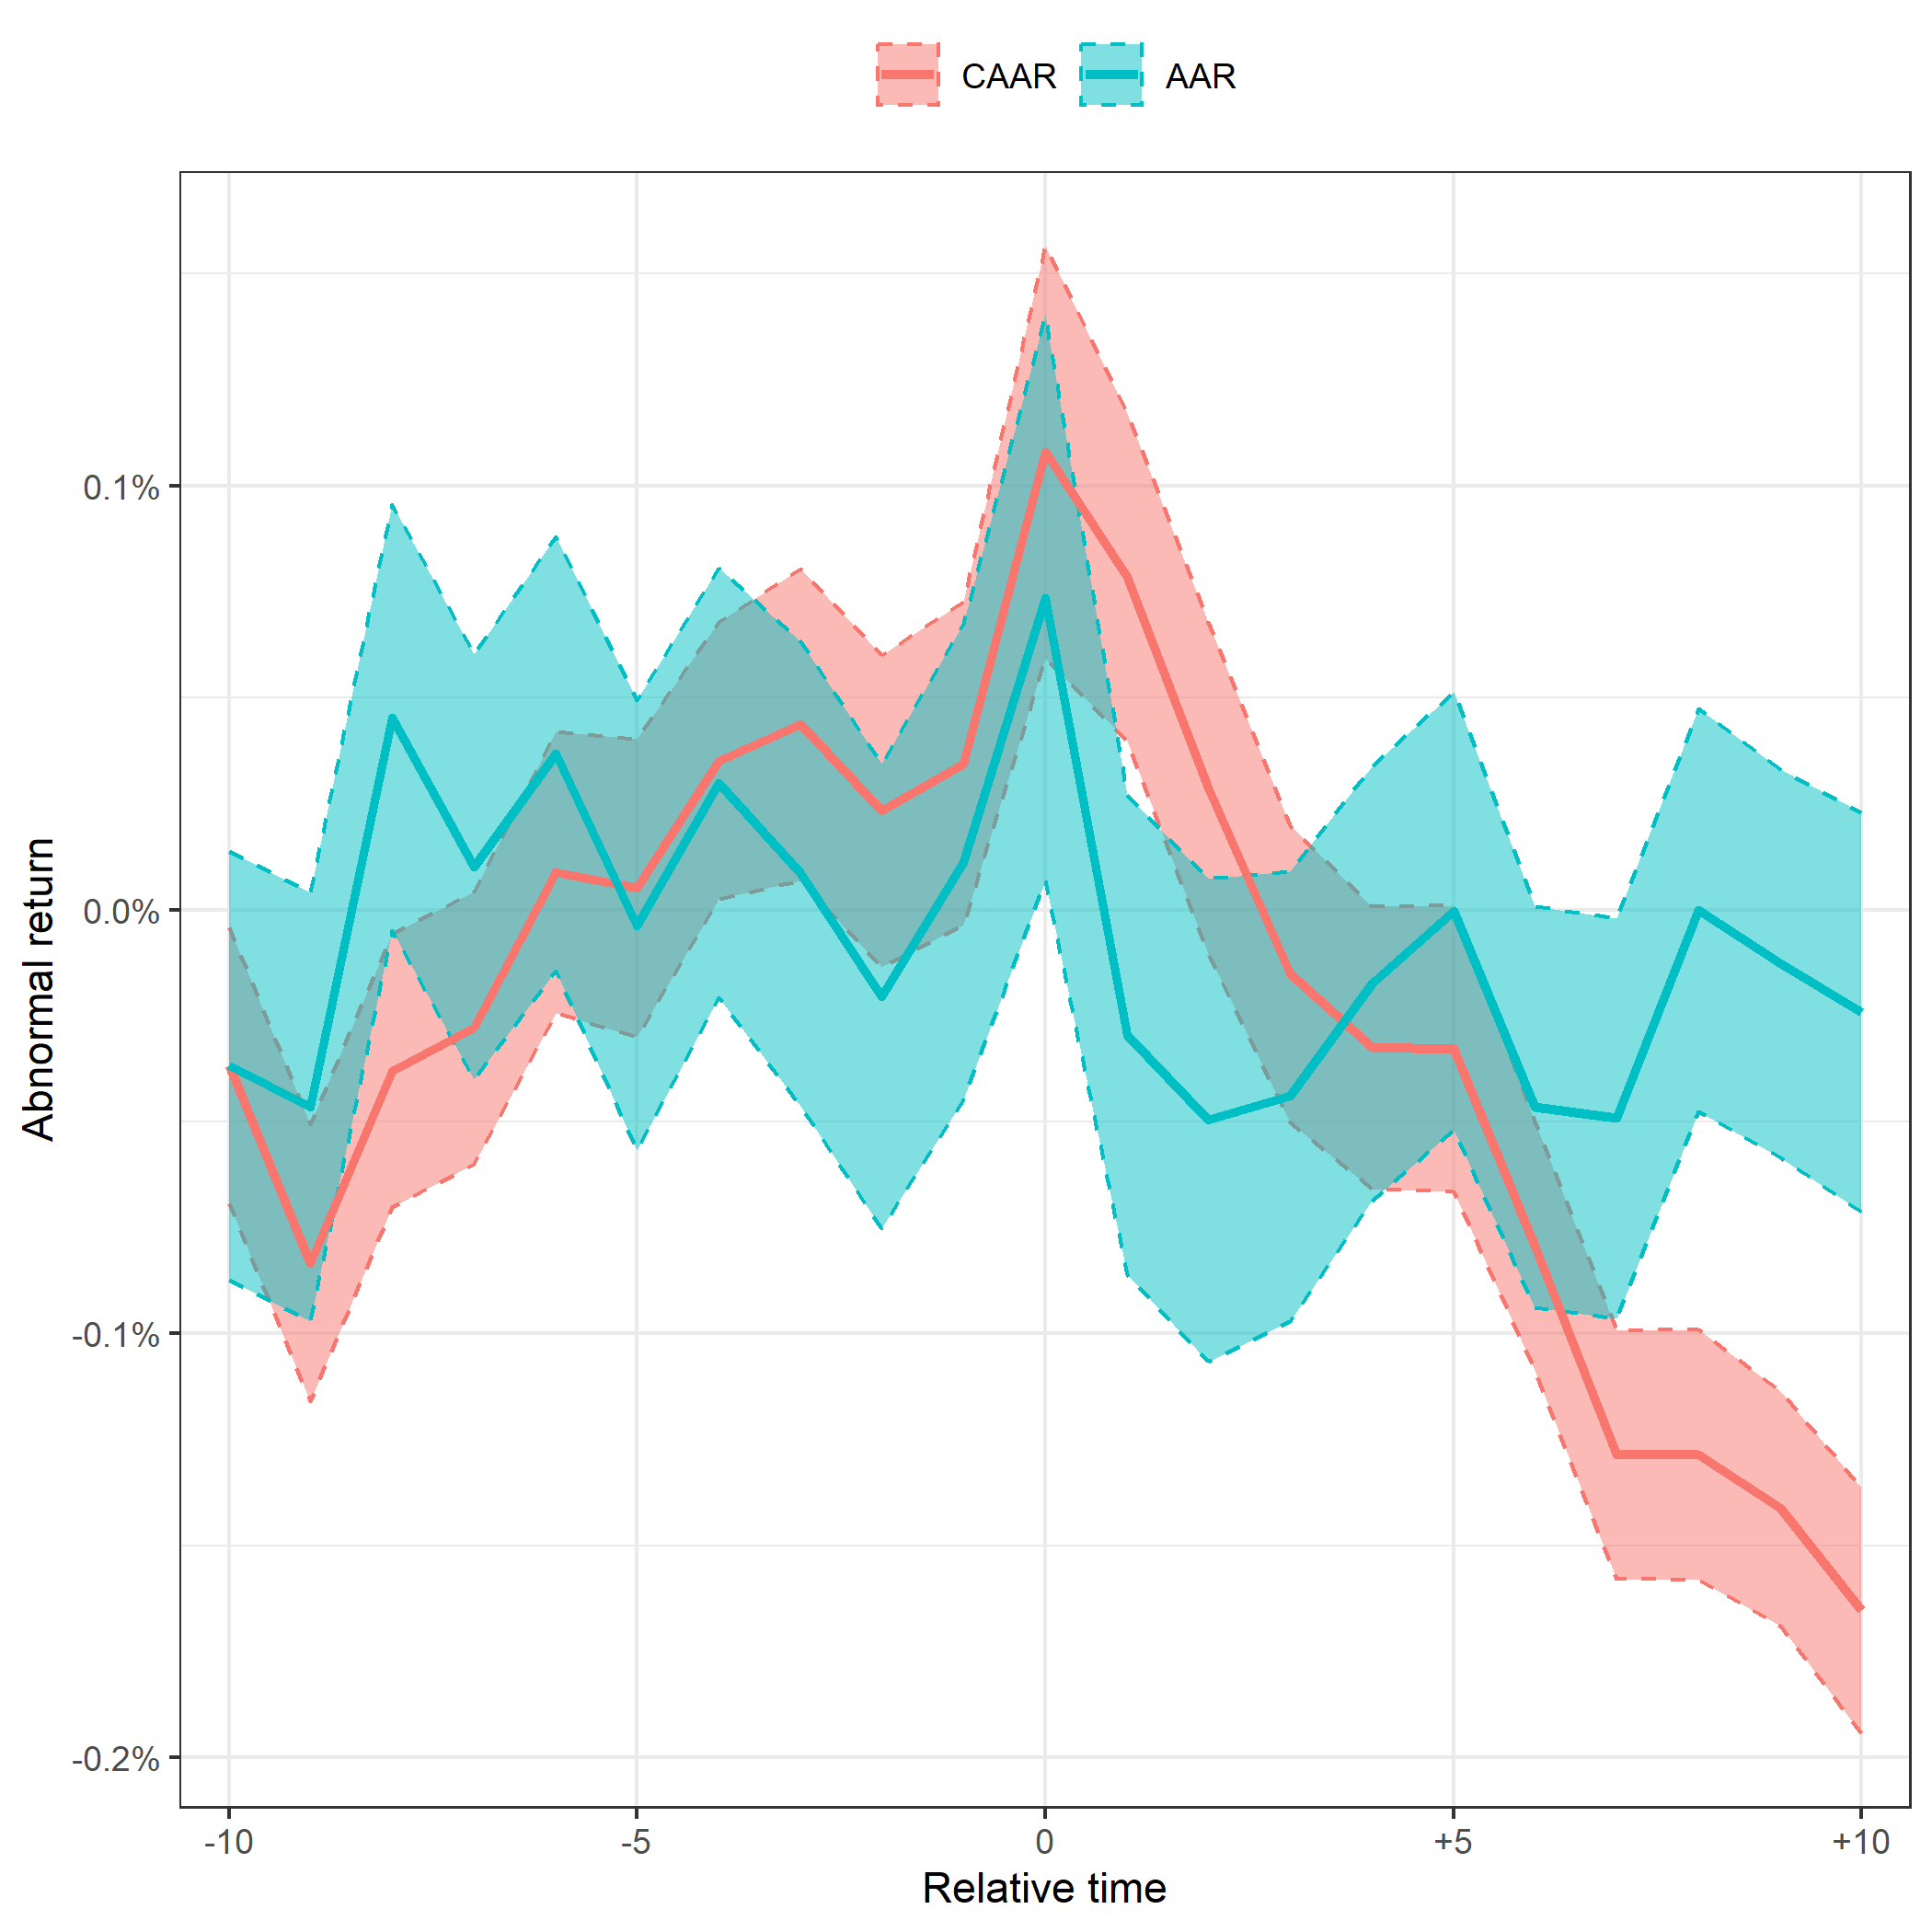 CAAR AAR
Abnormal return
0.1%
0.0%
-0.1%
-0.2%
-10 -5 0 +5 +10
Relative time